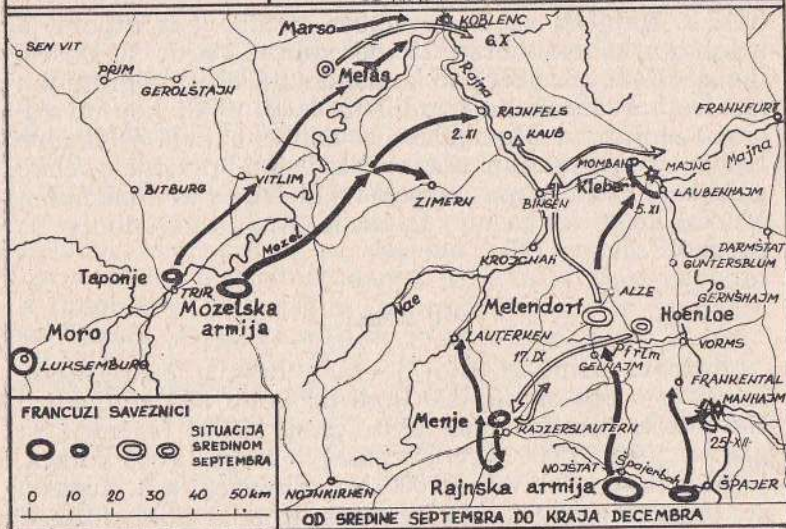 Marso
KOBLENC
6.X
SEN VIT
PRIM
GEROLŠTAJN
Melas
Rajna
RAJNFELS
2.XI
KAUB
FRANKFURT
MOMBAH
MAJNC
Majna
BITBURG
VITLIM
ZIMERN
BINGEN
Kleber
LAUBENHAJM
5.XI
Mozel
DARMSTAT
Taponje
TRIR
KROJCNAH
GUNTERSBLUM
Mozelska
armija
Nae
ALZE
GERNŠHAJM
Moro
Melendorf
Hoenloe
LUKSEMBURG
LAUTERKEN
17.IX
Pfrim
GELHAJM
VORMS
FRANKENTAL
FRANCUZI SAVEZNICI
SITUACIJA
SREDINOM
SEPTEMBRA
Menje
KAJZERSLAUTERN
MANHAJM
25.XII
0 10 20 30 40 50 km
NOJNKIRHEN
Rajnska armija
NOJŠTAT
Špajerbah
ŠPAJER
OD SREDINE SEPTEMBRA DO KRAJA DECEMBRA